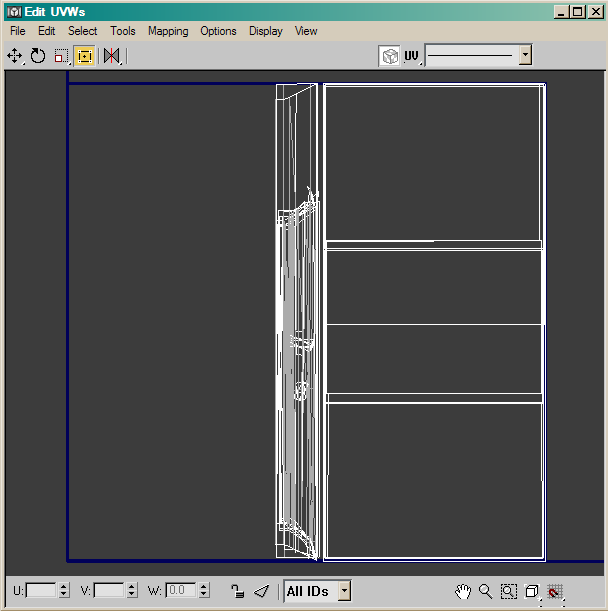 Edit UVWs
File Edit Select Tools Mapping Options Display View
UV
U: V: W: 0.0 All IDs